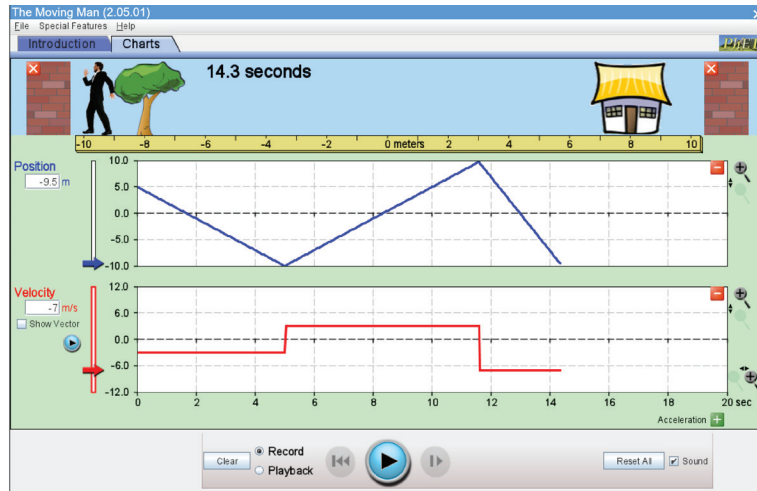 The Moving Man (2.05.01)
File Special Features Help
Introduction Charts
14.3 seconds
-10 -8 -6 -4 -2 0 meters 2 4 6 8 10
Position
-9.5 m
10.0
5.0
0.0
-5.0
-10.0
Velocity
-7 m/s
Show Vector
12.0
6.0
0.0
-6.0
-12.0
0 2 4 6 8 10 12 14 16 18 20 sec
Acceleration
Clear
Record
Playback
Reset All
Sound